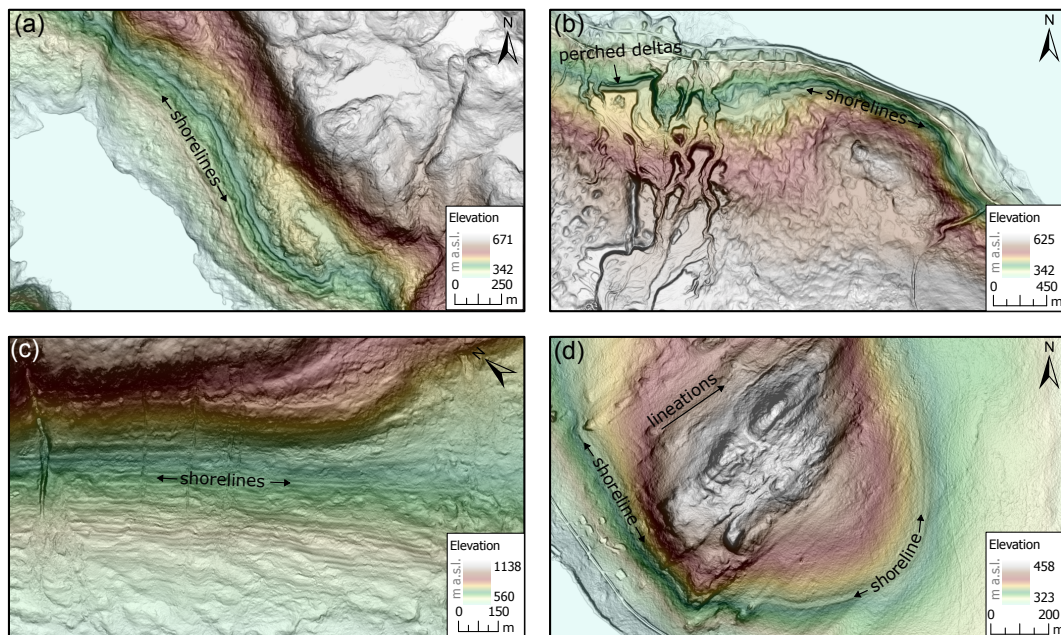 (a)
N
shorelines
Elevation
m a.s.l.
671
342
0 250
m
(b)
N
perched deltas
shorelines
Elevation
m a.s.l.
625
342
0 450
m
(c)
N
shorelines
Elevation
m a.s.l.
1138
560
0 150
m
(d)
N
lineations
shoreline
shoreline
Elevation
m a.s.l.
458
323
0 200
m